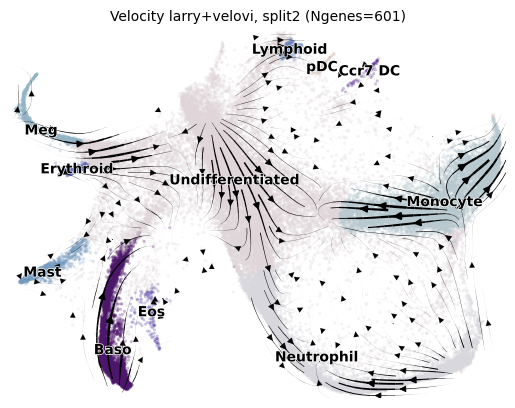 Velocity larry+velovi, split2 (Ngenes=601)
Lymphoid
pDC
Ccr7 DC
Meg
Erythroid
Undifferentiated
Monocyte
Mast
Eos
Baso
Neutrophil